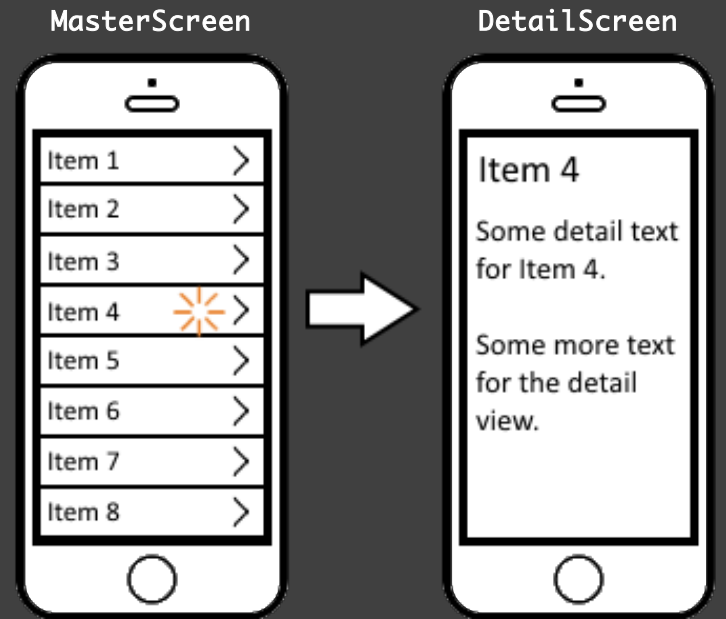 MasterScreen
Item 1
Item 2
Item 3
Item 4
Item 5
Item 6
Item 7
Item 8
DetailScreen
Item 4
Some detail text
for Item 4.
Some more text
for the detail
view.